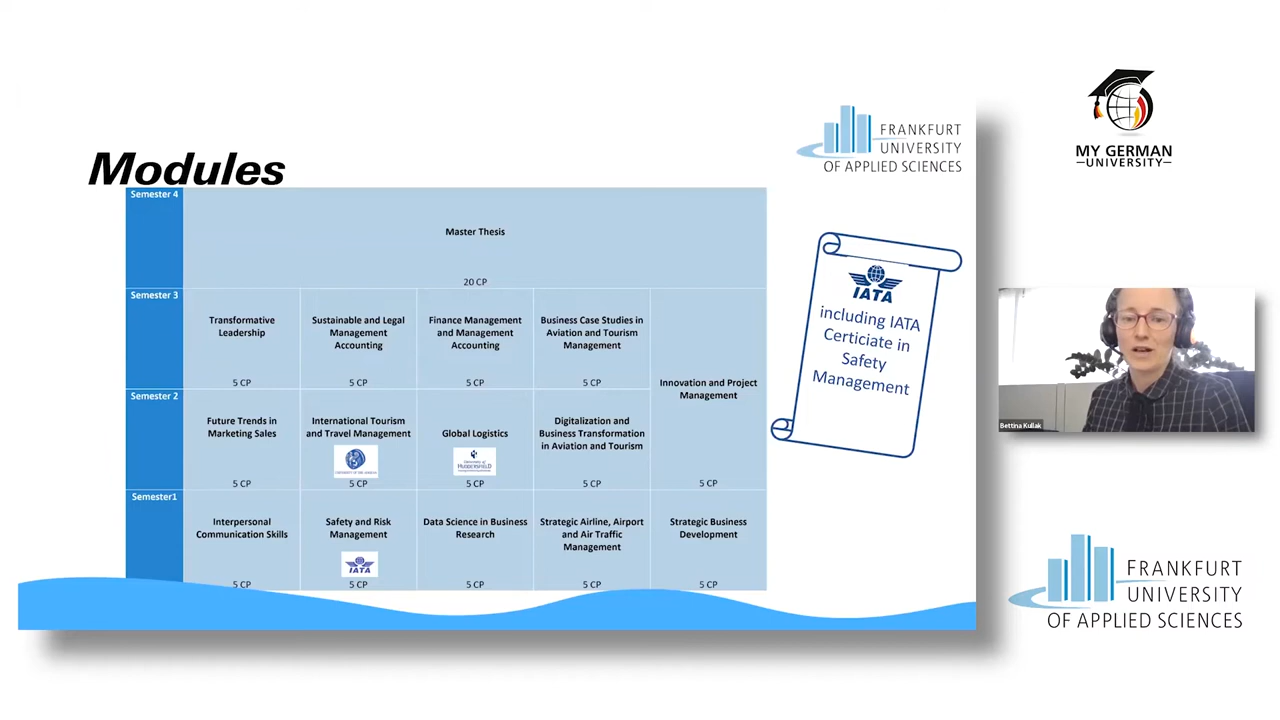 Modules
FRANKFURT
UNIVERSITY
OF APPLIED SCIENCES
MY GERMAN
UNIVERSITY
Semester 4
Master Thesis
20 CP
Semester 3
Transformative
Leadership
5 CP
Sustainable and Legal
Management
Accounting
5 CP
Finance Management
and Management
Accounting
5 CP
Business Case Studies in
Aviation and Tourism
Management
5 CP
Innovation and Project
Management
5 CP
Semester 2
Future Trends in
Marketing Sales
5 CP
International Tourism
and Travel Management
5 CP
Global Logistics
University of
HUDDERSFIELD
5 CP
Digitalization and
Business Transformation
in Aviation and Tourism
5 CP
Semester1
Interpersonal
Communication Skills
5 CP
Safety and Risk
Management
IATA
5 CP
Data Science in Business
Research
5 CP
Strategic Airline, Airport
and Air Traffic
Management
5 CP
Strategic Business
Development
5 CP
IATA
including IATA
Certiciate in
Safety
Management
Bettina Kullak
FRANKFURT
UNIVERSITY
OF APPLIED SCIENCES